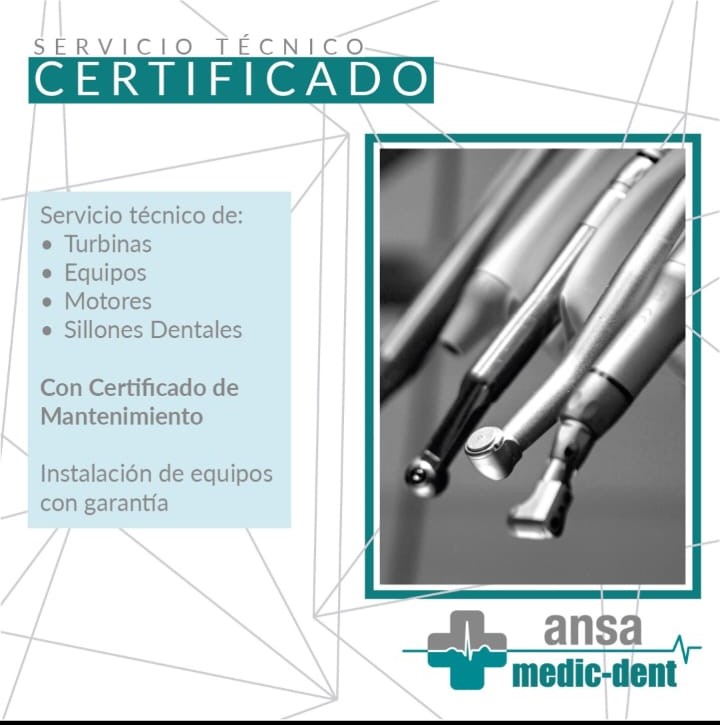 SERVICIO TÉCNICO
CERTIFICADO
Servicio técnico de:
• Turbinas
• Equipos
• Motores
• Sillones Dentales
Con Certificado de
Mantenimiento
Instalación de equipos
con garantía
ansa
medic-dent